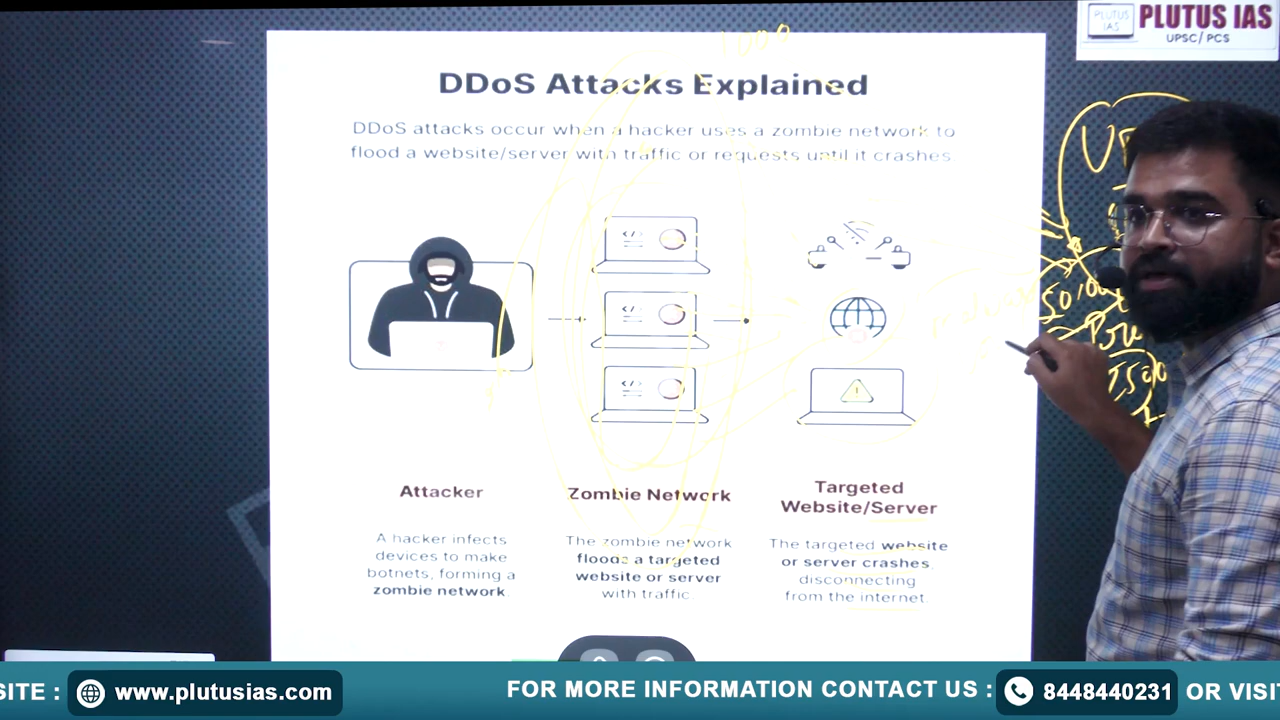 PLUTUS IAS
PLUTUS IAS
UPSC/ PCS
1000
DDoS Attacks Explained
DDoS attacks occur when a hacker uses a zombie network to
flood a website/server with traffic or requests until it crashes
Attacker
A hacker infects
devices to make
botnets, forming a
zombie network.
Zombie Network
The zombie network
floods a targeted
website or server
with traffic.
Targeted
Website/Server
The targeted website
or server crashes,
disconnecting
from the internet.
SITE :
www.plutusias.com
FOR MORE INFORMATION CONTACT US :
8448440231
OR VISIT